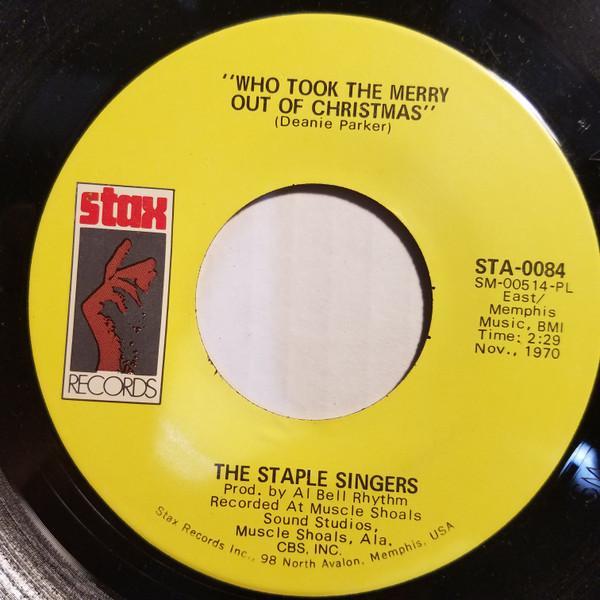 "WHO TOOK THE MERRY
OUT OF CHRISTMAS"
(Deanie Parker)
stax
RECORDS
STA-0084
SM-00514-PL
East/
Memphis
Music, BMI
Time: 2:29
Nov., 1970
THE STAPLE SINGERS
Prod. by Al Bell Rhythm
Recorded At Muscle Shoals
Sound Studios,
Muscle Shoals, Ala.
CBS, INC.
Stax Records Inc., 98 North Avalon, Memphis, USA